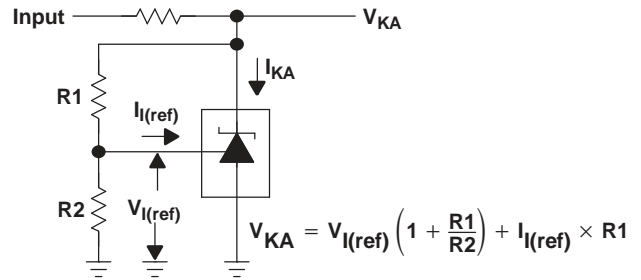 Input
V_KA
I_KA
R1
I_I(ref)
R2
V_I(ref)
V_KA = V_I(ref) (1 + R1/R2) + I_I(ref) × R1